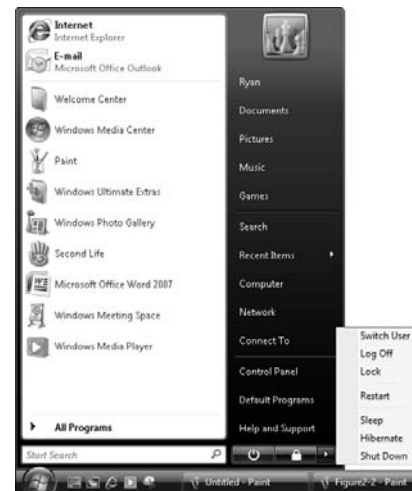 Internet
Internet Explorer
E-mail
Microsoft Office Outlook
Welcome Center
Windows Media Center
Paint
Windows Ultimate Extras
Windows Photo Gallery
Second Life
Microsoft Office Word 2007
Windows Meeting Space
Windows Media Player
All Programs
Start Search
Ryan
Documents
Pictures
Music
Games
Search
Recent Items
Computer
Network
Connect To
Control Panel
Default Programs
Help and Support
Switch User
Log Off
Lock
Restart
Sleep
Hibernate
Shut Down
Untitled - Paint
Figure2-2 - Paint